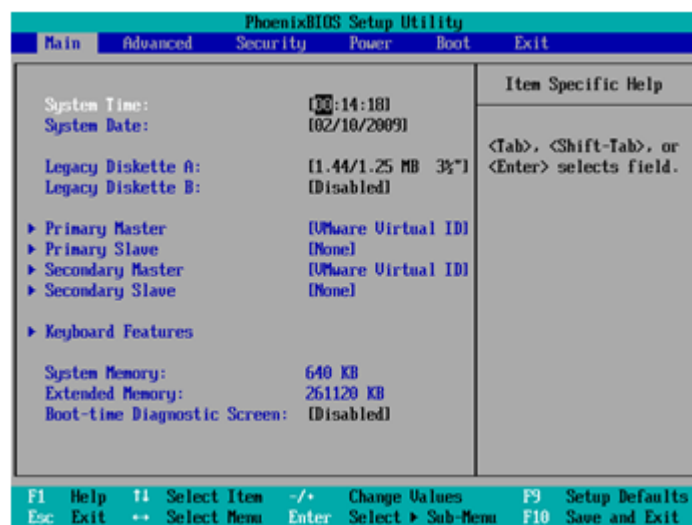 PhoenixBIOS Setup Utility
Main Advanced Security Power Boot Exit
Item Specific Help
System Time: [00:14:18]
System Date: [02/10/2009]
<Tab>, <Shift-Tab>, or
<Enter> selects field.
Legacy Diskette A: [1.44/1.25 MB 3½"]
Legacy Diskette B: [Disabled]
▶ Primary Master [VMware Virtual ID]
▶ Primary Slave [None]
▶ Secondary Master [VMware Virtual ID]
▶ Secondary Slave [None]
▶ Keyboard Features
System Memory: 640 KB
Extended Memory: 261120 KB
Boot-time Diagnostic Screen: [Disabled]
F1 Help ↑↓ Select Item -/+ Change Values F9 Setup Defaults
Esc Exit ↔ Select Menu Enter Select ▶ Sub-Menu F10 Save and Exit